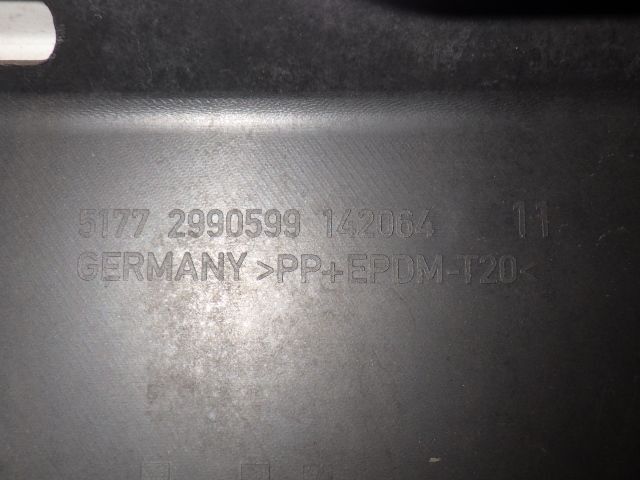 5177 2990599 142064 11
GERMANY >PP+EPDM-T20<